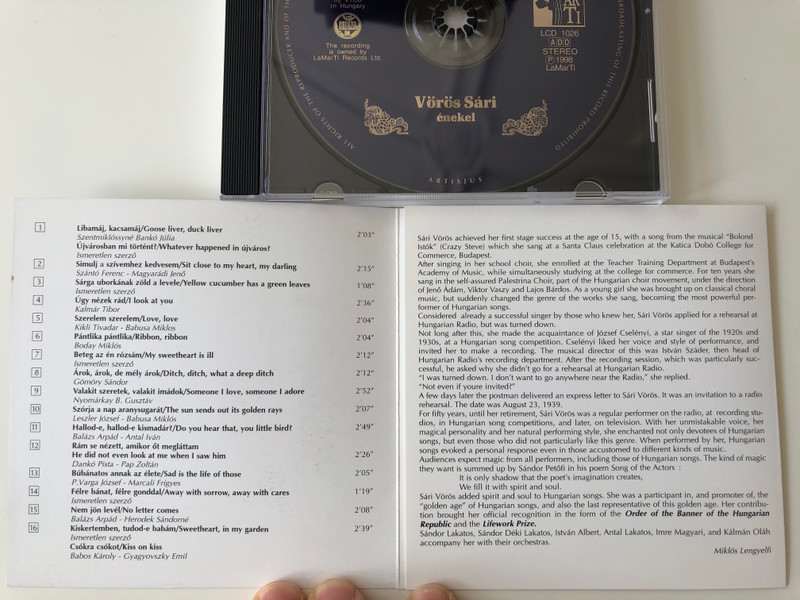 in Hungary
The recording
is owned by
LaMarTi Records Ltd.
ARTI
LCD 1026
ADD
STEREO
Ⓟ 1998
LaMarTi
ALL RIGHTS OF THE REPRODUCER AND OF THE
BROADCASTING OF THIS RECORD PROHIBITED
Vörös Sári
énekel
ARTISJUS
1 Libamáj, kacsamáj/Goose liver, duck liver
Szentmiklóssyné Bankó Júlia 2'03"
Újvárosban mi történt?/Whatever happened in újváros?
Ismeretlen szerző
2 Simulj a szívemhez kedvesem/Sit close to my heart, my darling
Szántó Ferenc - Magyarádi Jenő 2'15"
3 Sárga uborkának zöld a levele/Yellow cucumber has a green leaves
Ismeretlen szerző 1'08"
4 Úgy nézek rád/I look at you
Kalmár Tibor 2'36"
5 Szerelem szerelem/Love, love
Kikli Tivadar - Babusa Miklos 2'04"
6 Pántlika pántlika/Ribbon, ribbon 2'04"
Boday Miklós
7 Beteg az én rózsám/My sweetheart is ill 2'12"
Ismeretlen szerző
8 Árok, árok, de mély árok/Ditch, ditch, what a deep ditch 2'12"
Gömöry Sándor
9 Valakit szeretek, valakit imádok/Someone I love, someone I adore 2'52"
Nyomárkay B. Gusztáv
10 Szórja a nap aranysugarát/The sun sends out its golden rays 2'07"
Leszler József - Babusa Miklós
11 Hallod-e, hallod-e kismadár?/Do you hear that, you little bird? 2'49"
Balázs Árpád - Antal Iván
12 Rám se nézett, amikor őt megláttam
He did not even look at me when I saw him 2'26"
Dankó Pista - Pap Zoltán
13 Búbánatos annak az élete/Sad is the life of those 2'05"
P.Varga József - Marcali Frigyes
14 Félre bánat, félre gonddal/Away with sorrow, away with cares 1'19"
Ismeretlen szerző
15 Nem jön levél/No letter comes 2'08"
Balázs Árpád - Herodek Sándorné
16 Kiskertemben, tudod-e babám/Sweetheart, in my garden 2'39"
Ismeretlen szerző
Csókra csókot/Kiss on kiss
Babos Károly - Gyagyovszky Emil
Sári Vörös achieved her first stage success at the age of 15, with a song from the musical "Bolond
Istók" (Crazy Steve) which she sang at a Santa Claus celebration at the Katica Dobó College for
Commerce, Budapest.
After singing in her school choir, she enrolled at the Teacher Training Department at Budapest's
Academy of Music, while simultaneously studying at the college for commerce. For ten years she
sang in the self-assured Palestrina Choir, part of the Hungarian choir movement, under the direction
of Jenő Ádám, Viktor Vaszy and Lajos Bárdos. As a young girl she was brought up on classical choral
music, but suddenly changed the genre of the works she sang, becoming the most powerful per-
former of Hungarian songs.
Considered already a successful singer by those who knew her, Sári Vörös applied for a rehearsal at
Hungarian Radio, but was turned down.
Not long after this, she made the acquaintance of József Cselényi, a star singer of the 1920s and
1930s, at a Hungarian song competition. Cselényi liked her voice and style of performance, and
invited her to make a recording. The musical director of this was István Száder, then head of
Hungarian Radio's recording department. After the recording session, which was particularly suc-
cessful, he asked why she didn't go for a rehearsal at Hungarian Radio.
"I was turned down. I don't want to go anywhere near the Radio," she replied.
"Not even if youre invited?"
A few days later the postman delivered an express letter to Sári Vörös. It was an invitation to a radio
rehearsal. The date was August 23, 1939.
For fifty years, until her retirement, Sári Vörös was a regular performer on the radio, at recording stu-
dios, in Hungarian song competitions, and later, on television. With her unmistakable voice, her
magical personality and her natural performing style, she enchanted not only devotees of Hungarian
songs, but even those who did not particularly like this genre. When performed by her, Hungarian
songs evoked a personal response even in those accustomed to different kinds of music.
Audiences expect magic from all performers, including those of Hungarian songs. The kind of magic
they want is summed up by Sándor Petőfi in his poem Song of the Actors :
It is only shadow that the poet's imagination creates,
We fill it with spirit and soul.
Sári Vörös added spirit and soul to Hungarian songs. She was a participant in, and promoter of, the
"golden age" of Hungarian songs, and also the last representative of this golden age. Her contribu-
tion brought her official recognition in the form of the Order of the Banner of the Hungarian
Republic and the Lifework Prize.
Sándor Lakatos, Sándor Déki Lakatos, István Albert, Antal Lakatos, Imre Magyari, and Kálmán Oláh
accompany her with their orchestras.
Miklós Lengyelfi